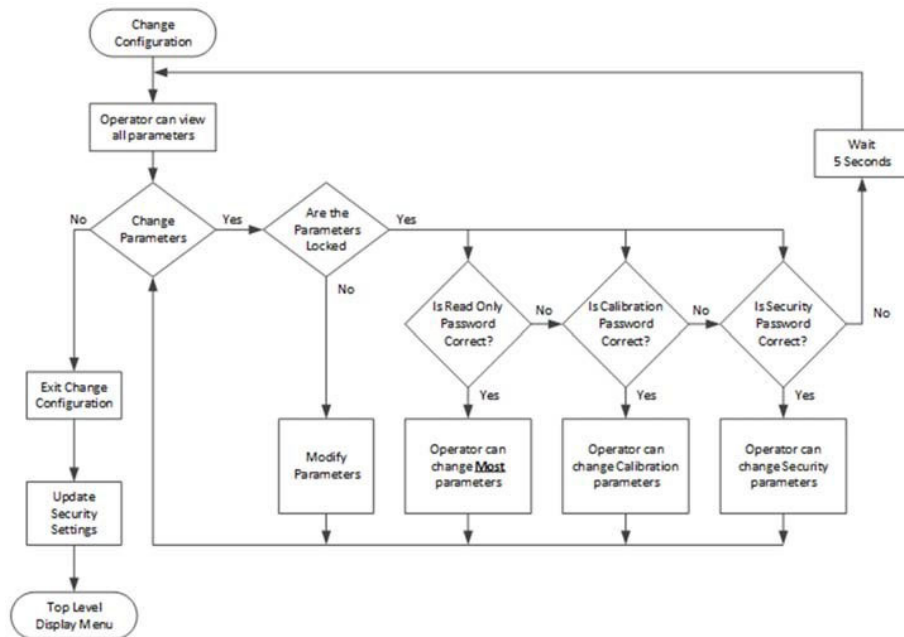 Change
Configuration
Operator can view
all parameters
Wait
5 Seconds
No
Change
Parameters
Yes
Are the
Parameters
Locked
Yes
No
Is Read Only
Password
Correct?
No
Is Calibration
Password
Correct?
No
Is Security
Password
Correct?
No
Yes
Yes
Yes
Exit Change
Configuration
Modify
Parameters
Operator can
change Most
parameters
Operator can
change Calibration
parameters
Operator can
change Security
parameters
Update
Security
Settings
Top Level
Display Menu